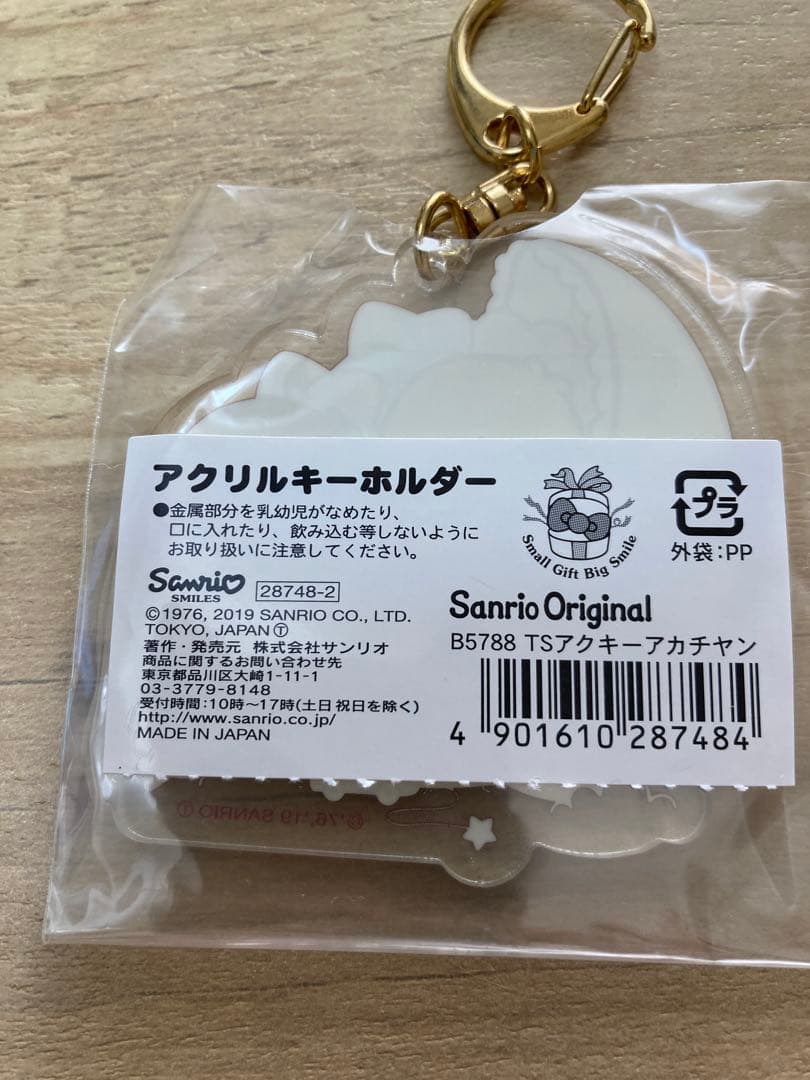 アクリルキーホルダー
●金属部分を乳幼児がなめたり、
口に入れたり、飲み込む等しないように
お取り扱いに注意してください。
Small Gift Big Smile
プラ
外袋:PP
Sanrio
SMILES
28748-2
©1976, 2019 SANRIO CO., LTD.
TOKYO, JAPAN Ⓣ
著作・発売元 株式会社サンリオ
商品に関するお問い合わせ先
東京都品川区大崎1-11-1
03-3779-8148
受付時間:10時~17時(土日祝日を除く)
http://www.sanrio.co.jp/
MADE IN JAPAN
Sanrio Original
B5788 TSアクキーアカチヤン
4 901610 287484
©'76,'19 SANRIO Ⓣ